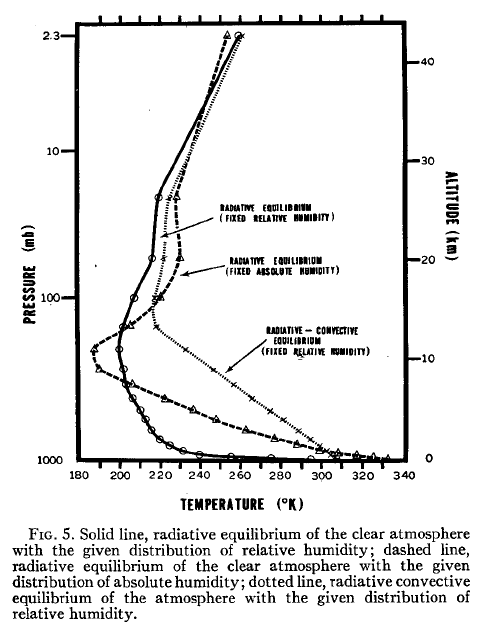 2.3
10
100
1000
PRESSURE (mb)
40
30
20
10
0
ALTITUDE (km)
RADIATIVE EQUILIBRIUM
(FIXED RELATIVE HUMIDITY)
RADIATIVE EQUILIBRIUM
(FIXED ABSOLUTE HUMIDITY)
RADIATIVE – CONVECTIVE
EQUILIBRIUM
(FIXED RELATIVE HUMIDITY)
180 200 220 240 260 280 300 320 340
TEMPERATURE (°K)
FIG. 5. Solid line, radiative equilibrium of the clear atmosphere
with the given distribution of relative humidity; dashed line,
radiative equilibrium of the clear atmosphere with the given
distribution of absolute humidity; dotted line, radiative convective
equilibrium of the atmosphere with the given distribution of
relative humidity.